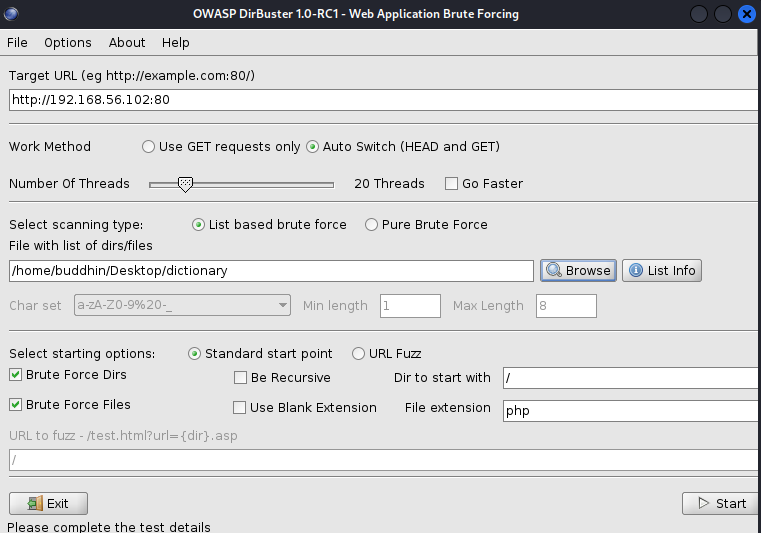 OWASP DirBuster 1.0-RC1 - Web Application Brute Forcing
File Options About Help
Target URL (eg http://example.com:80/)
http://192.168.56.102:80
Work Method Use GET requests only Auto Switch (HEAD and GET)
Number Of Threads 20 Threads Go Faster
Select scanning type: List based brute force Pure Brute Force
File with list of dirs/files
/home/buddhin/Desktop/dictionary Browse List Info
Char set a-zA-Z0-9%20-_ Min length 1 Max Length 8
Select starting options: Standard start point URL Fuzz
Brute Force Dirs Be Recursive Dir to start with /
Brute Force Files Use Blank Extension File extension php
URL to fuzz - /test.html?url={dir}.asp
/
Exit Start
Please complete the test details